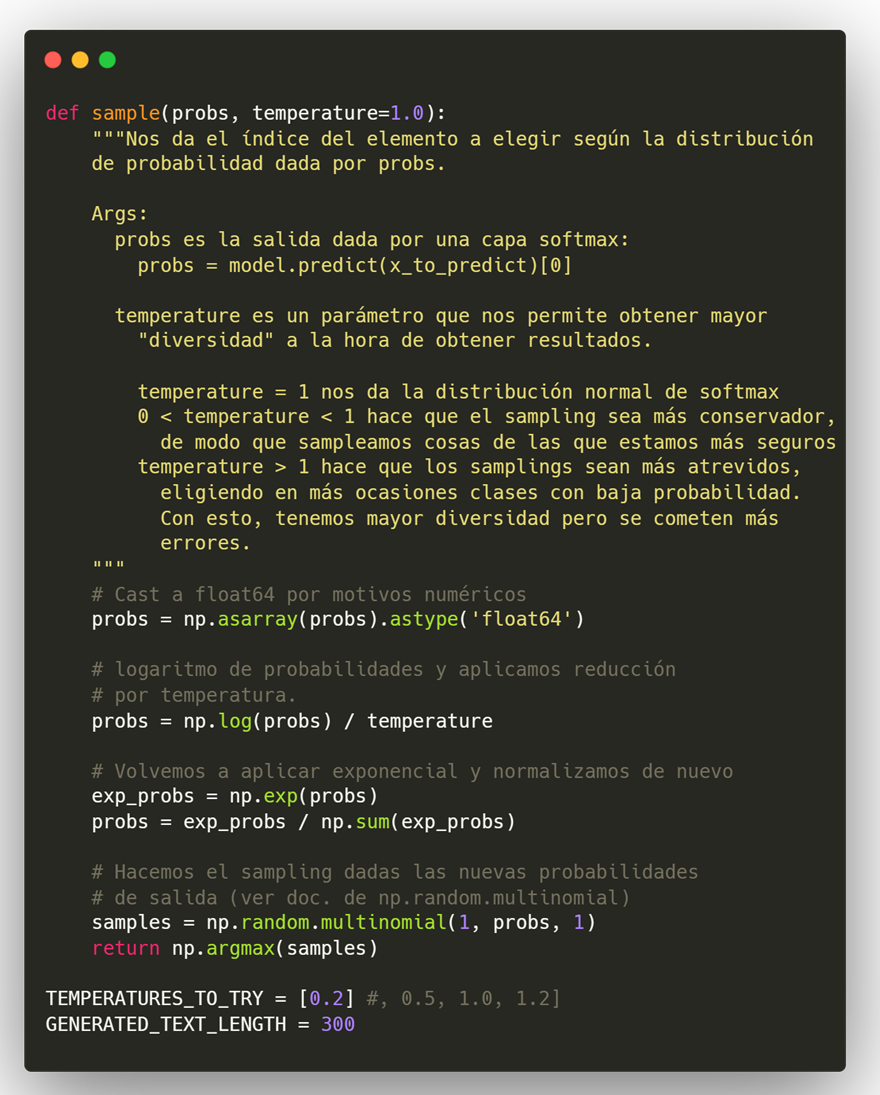 def sample(probs, temperature=1.0):
    """Nos da el índice del elemento a elegir según la distribución
    de probabilidad dada por probs.

    Args:
      probs es la salida dada por una capa softmax:
        probs = model.predict(x_to_predict)[0]

      temperature es un parámetro que nos permite obtener mayor
        "diversidad" a la hora de obtener resultados.

        temperature = 1 nos da la distribución normal de softmax
        0 < temperature < 1 hace que el sampling sea más conservador,
          de modo que sampleamos cosas de las que estamos más seguros
        temperature > 1 hace que los samplings sean más atrevidos,
          eligiendo en más ocasiones clases con baja probabilidad.
          Con esto, tenemos mayor diversidad pero se cometen más
          errores.
    """
    # Cast a float64 por motivos numéricos
    probs = np.asarray(probs).astype('float64')

    # logaritmo de probabilidades y aplicamos reducción
    # por temperatura.
    probs = np.log(probs) / temperature

    # Volvemos a aplicar exponencial y normalizamos de nuevo
    exp_probs = np.exp(probs)
    probs = exp_probs / np.sum(exp_probs)

    # Hacemos el sampling dadas las nuevas probabilidades
    # de salida (ver doc. de np.random.multinomial)
    samples = np.random.multinomial(1, probs, 1)
    return np.argmax(samples)

TEMPERATURES_TO_TRY = [0.2] #, 0.5, 1.0, 1.2]
GENERATED_TEXT_LENGTH = 300